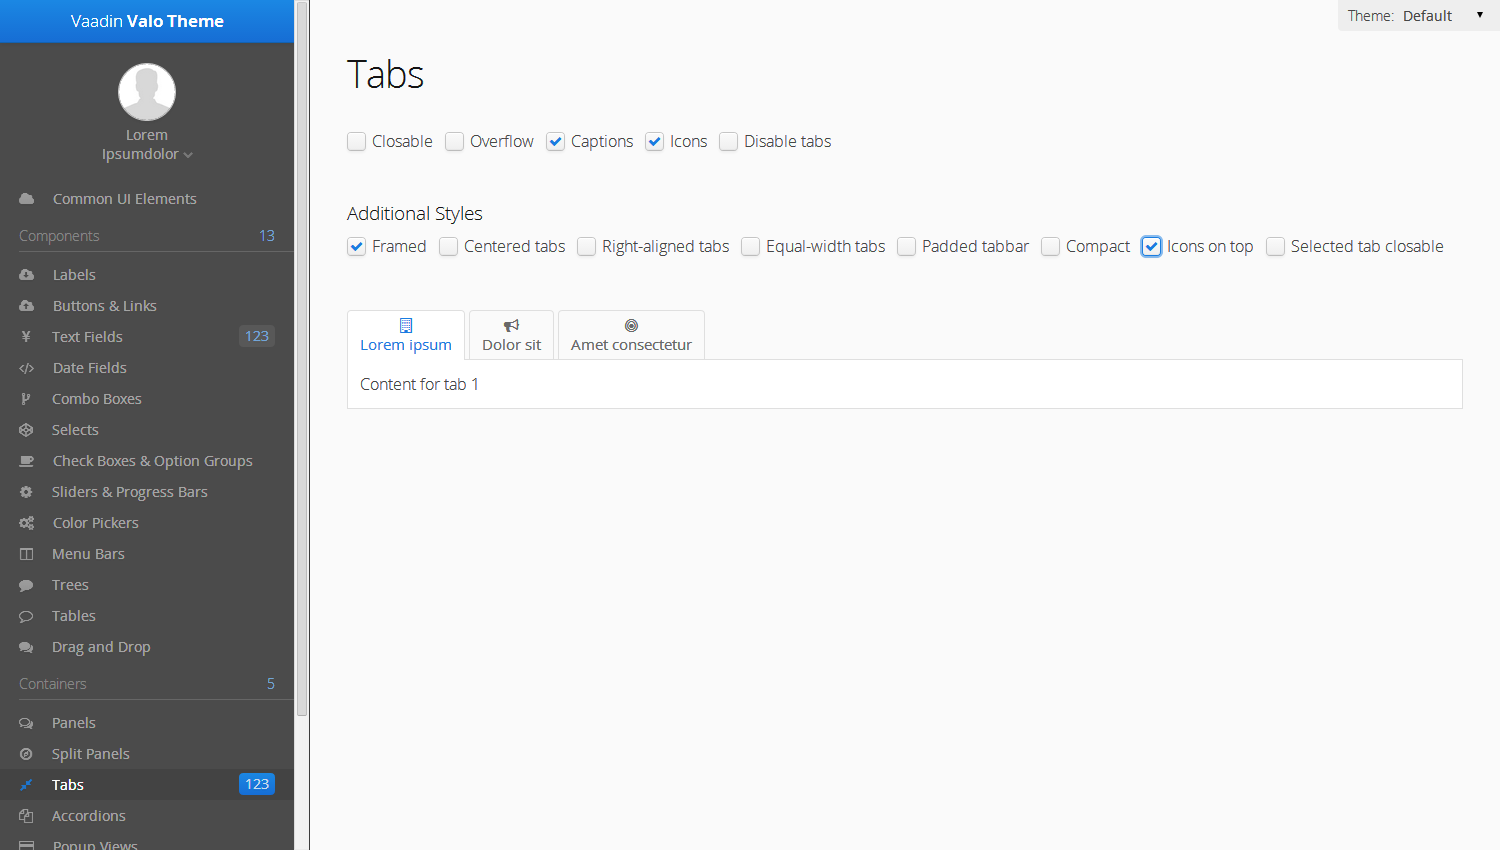 Vaadin Valo Theme
Lorem
Ipsumdolor
Common UI Elements
Components 13
Labels
Buttons & Links
Text Fields 123
Date Fields
Combo Boxes
Selects
Check Boxes & Option Groups
Sliders & Progress Bars
Color Pickers
Menu Bars
Trees
Tables
Drag and Drop
Containers 5
Panels
Split Panels
Tabs 123
Accordions
Popup Views
Theme: Default
Tabs
Closable Overflow Captions Icons Disable tabs
Additional Styles
Framed Centered tabs Right-aligned tabs Equal-width tabs Padded tabbar Compact Icons on top Selected tab closable
Lorem ipsum Dolor sit Amet consectetur
Content for tab 1